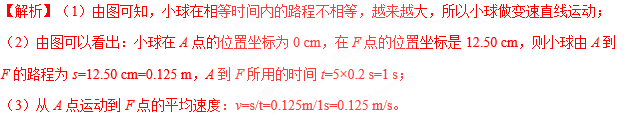 【解析】（1）由图可知，小球在相等时间内的路程不相等，越来越大，所以小球做变速直线运动；
（2）由图可以看出：小球在 A 点的位置坐标为 0 cm，在 F 点的位置坐标是 12.50 cm，则小球由 A 到
F 的路程为 s=12.50 cm=0.125 m，A 到 F 所用的时间 t=5×0.2 s=1 s；
（3）从 A 点运动到 F 点的平均速度：v=s/t=0.125m/1s=0.125 m/s。